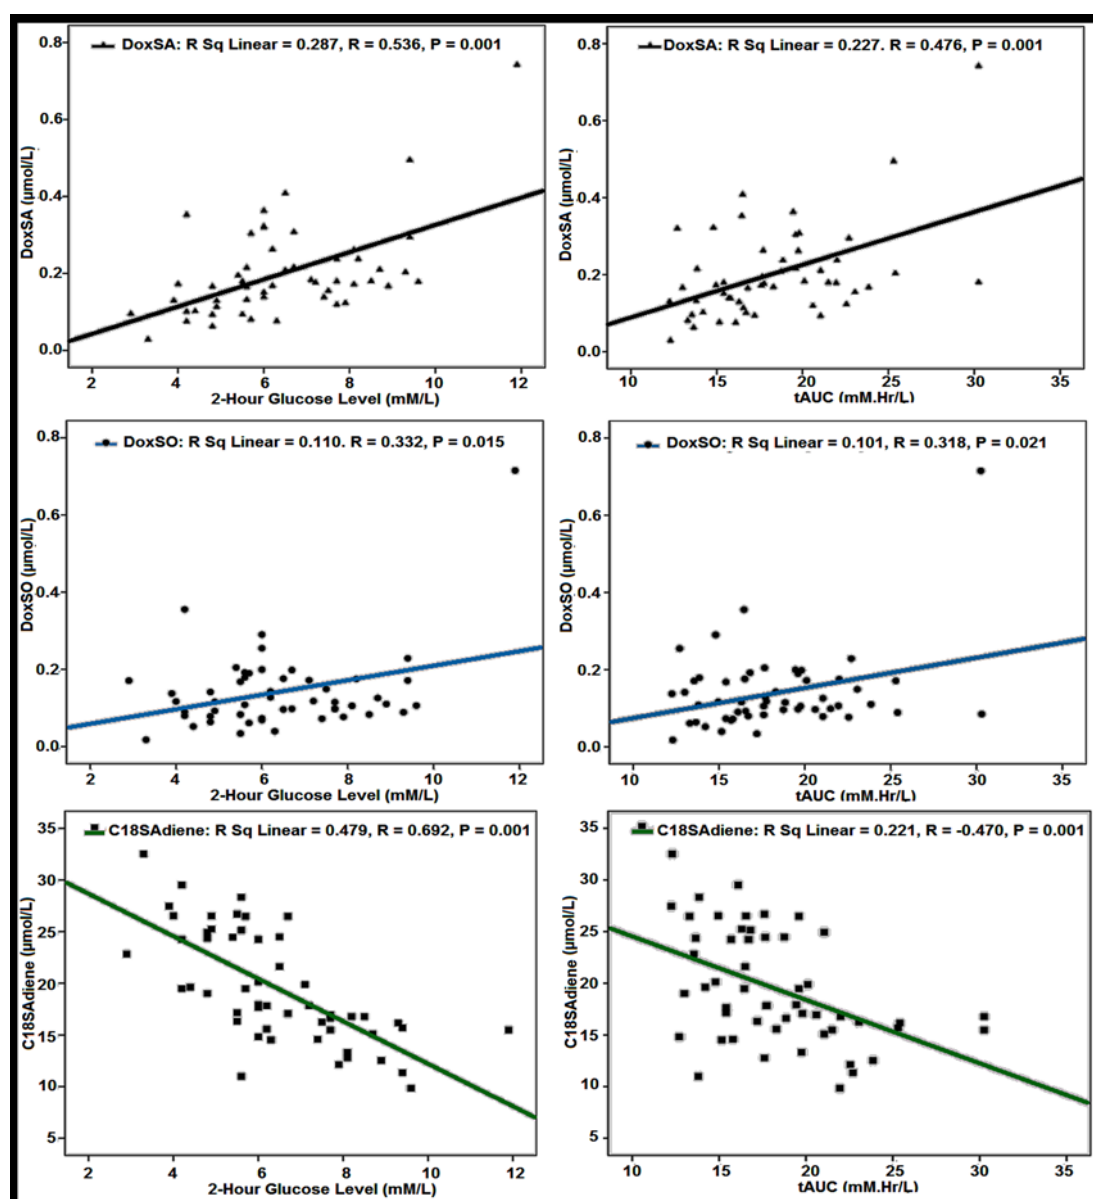 DoxSA: R Sq Linear = 0.287, R = 0.536, P = 0.001
0.8
0.6
0.4
0.2
0.0
DoxSA (µmol/L)
2 4 6 8 10 12
2-Hour Glucose Level (mM/L)
DoxSA: R Sq Linear = 0.227. R = 0.476, P = 0.001
0.8
0.6
0.4
0.2
0.0
DoxSA (µmol/L)
10 15 20 25 30 35
tAUC (mM.Hr/L)
DoxSO: R Sq Linear = 0.110. R = 0.332, P = 0.015
0.8
0.6
0.4
0.2
0.0
DoxSO (µmol/L)
2 4 6 8 10 12
2-Hour Glucose Level (mM/L)
DoxSO: R Sq Linear = 0.101, R = 0.318, P = 0.021
0.8
0.6
0.4
0.2
0.0
DoxSO (µmol/L)
10 15 20 25 30 35
tAUC (mM.Hr/L)
C18SAdiene: R Sq Linear = 0.479, R = 0.692, P = 0.001
35
30
25
20
15
10
5
C18SAdiene (µmol/L)
2 4 6 8 10 12
2-Hour Glucose Level (mM/L)
C18SAdiene: R Sq Linear = 0.221, R = -0.470, P = 0.001
35
30
25
20
15
10
5
C18SAdiene (µmol/L)
10 15 20 25 30 35
tAUC (mM.Hr/L)